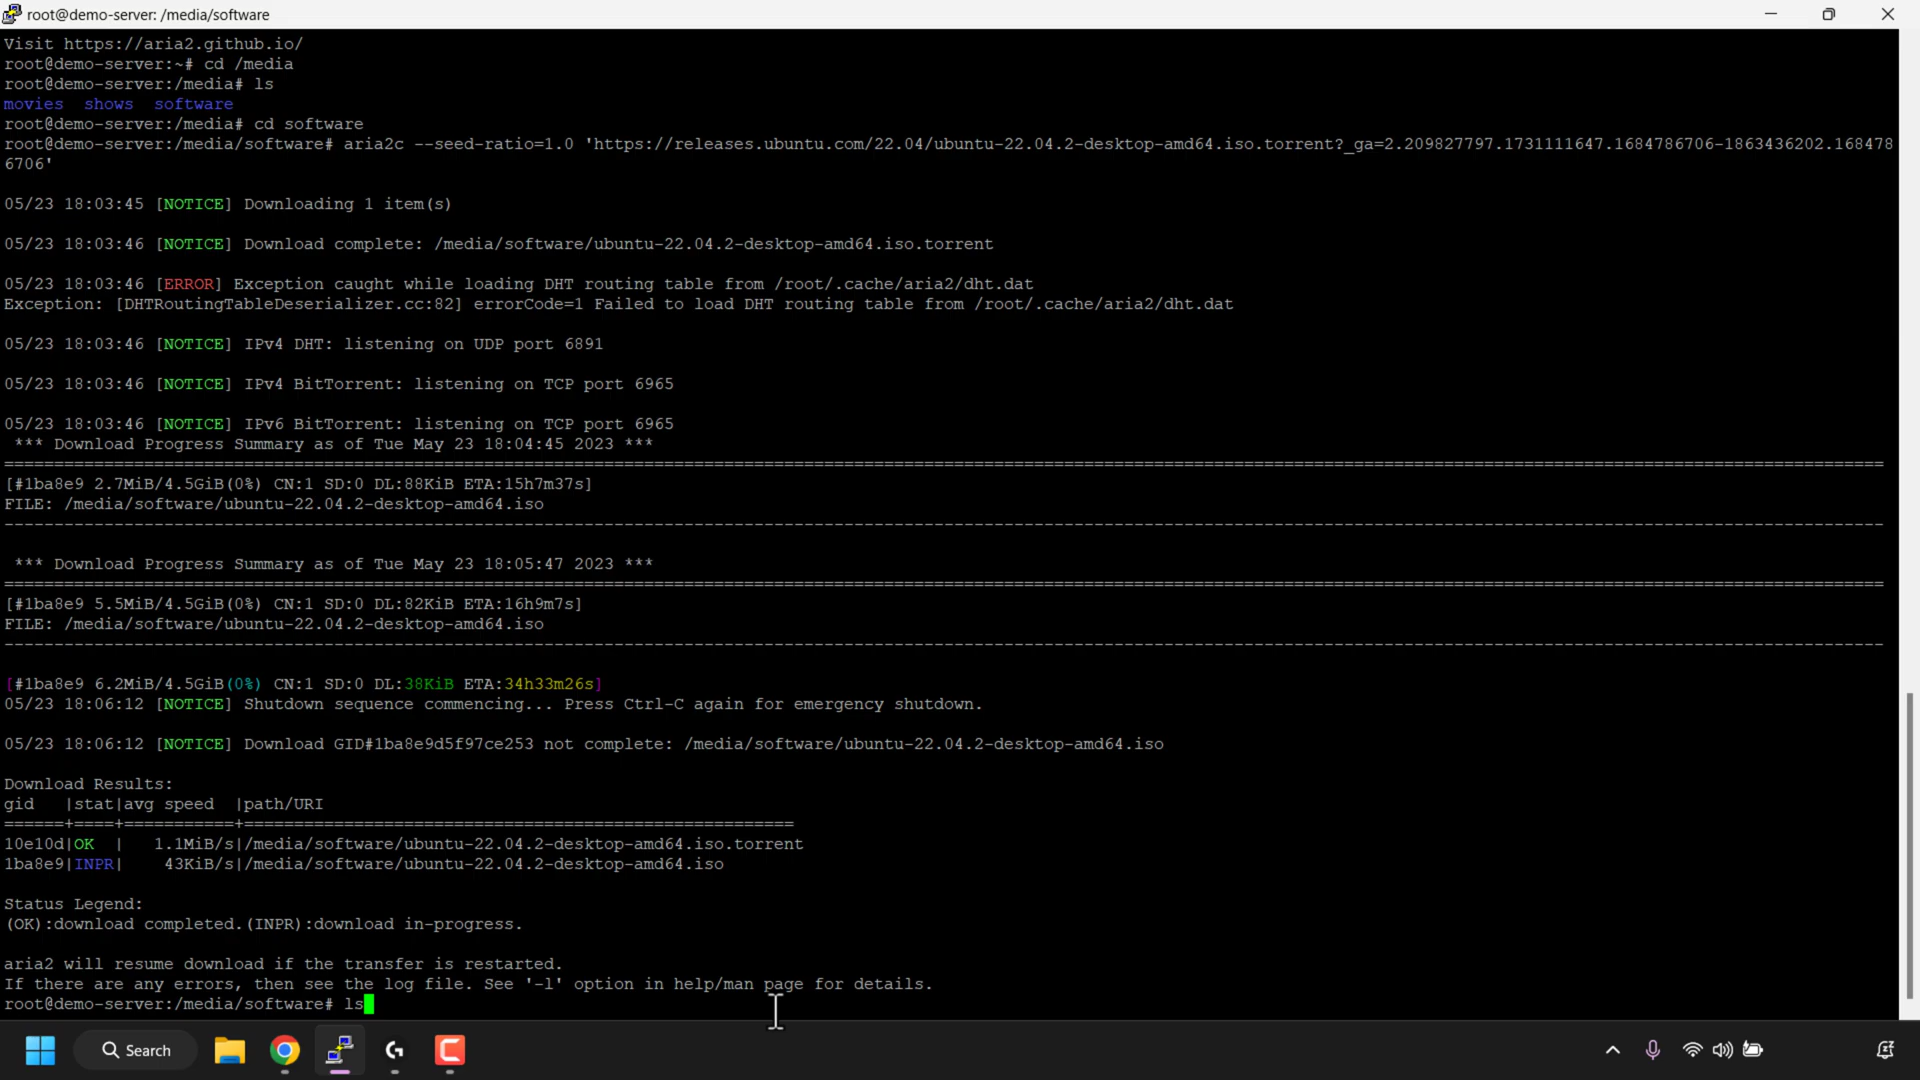 root@demo-server: /media/software
Visit https://aria2.github.io/
root@demo-server:~# cd /media
root@demo-server:/media# ls
movies  shows  software
root@demo-server:/media# cd software
root@demo-server:/media/software# aria2c --seed-ratio=1.0 'https://releases.ubuntu.com/22.04/ubuntu-22.04.2-desktop-amd64.iso.torrent?_ga=2.209827797.1731111647.1684786706-1863436202.168478
6706'
05/23 18:03:45 [NOTICE] Downloading 1 item(s)
05/23 18:03:46 [NOTICE] Download complete: /media/software/ubuntu-22.04.2-desktop-amd64.iso.torrent
05/23 18:03:46 [ERROR] Exception caught while loading DHT routing table from /root/.cache/aria2/dht.dat
Exception: [DHTRoutingTableDeserializer.cc:82] errorCode=1 Failed to load DHT routing table from /root/.cache/aria2/dht.dat
05/23 18:03:46 [NOTICE] IPv4 DHT: listening on UDP port 6891
05/23 18:03:46 [NOTICE] IPv4 BitTorrent: listening on TCP port 6965
05/23 18:03:46 [NOTICE] IPv6 BitTorrent: listening on TCP port 6965
*** Download Progress Summary as of Tue May 23 18:04:45 2023 ***
[#1ba8e9 2.7MiB/4.5GiB(0%) CN:1 SD:0 DL:88KiB ETA:15h7m37s]
FILE: /media/software/ubuntu-22.04.2-desktop-amd64.iso
*** Download Progress Summary as of Tue May 23 18:05:47 2023 ***
[#1ba8e9 5.5MiB/4.5GiB(0%) CN:1 SD:0 DL:82KiB ETA:16h9m7s]
FILE: /media/software/ubuntu-22.04.2-desktop-amd64.iso
[#1ba8e9 6.2MiB/4.5GiB(0%) CN:1 SD:0 DL:38KiB ETA:34h33m26s]
05/23 18:06:12 [NOTICE] Shutdown sequence commencing... Press Ctrl-C again for emergency shutdown.
05/23 18:06:12 [NOTICE] Download GID#1ba8e9d5f97ce253 not complete: /media/software/ubuntu-22.04.2-desktop-amd64.iso
Download Results:
gid   |stat|avg speed  |path/URI
======+====+===========+=======================================================
10e10d|OK  |   1.1MiB/s|/media/software/ubuntu-22.04.2-desktop-amd64.iso.torrent
1ba8e9|INPR|    43KiB/s|/media/software/ubuntu-22.04.2-desktop-amd64.iso
Status Legend:
(OK):download completed.(INPR):download in-progress.
aria2 will resume download if the transfer is restarted.
If there are any errors, then see the log file. See '-l' option in help/man page for details.
root@demo-server:/media/software# ls
Search